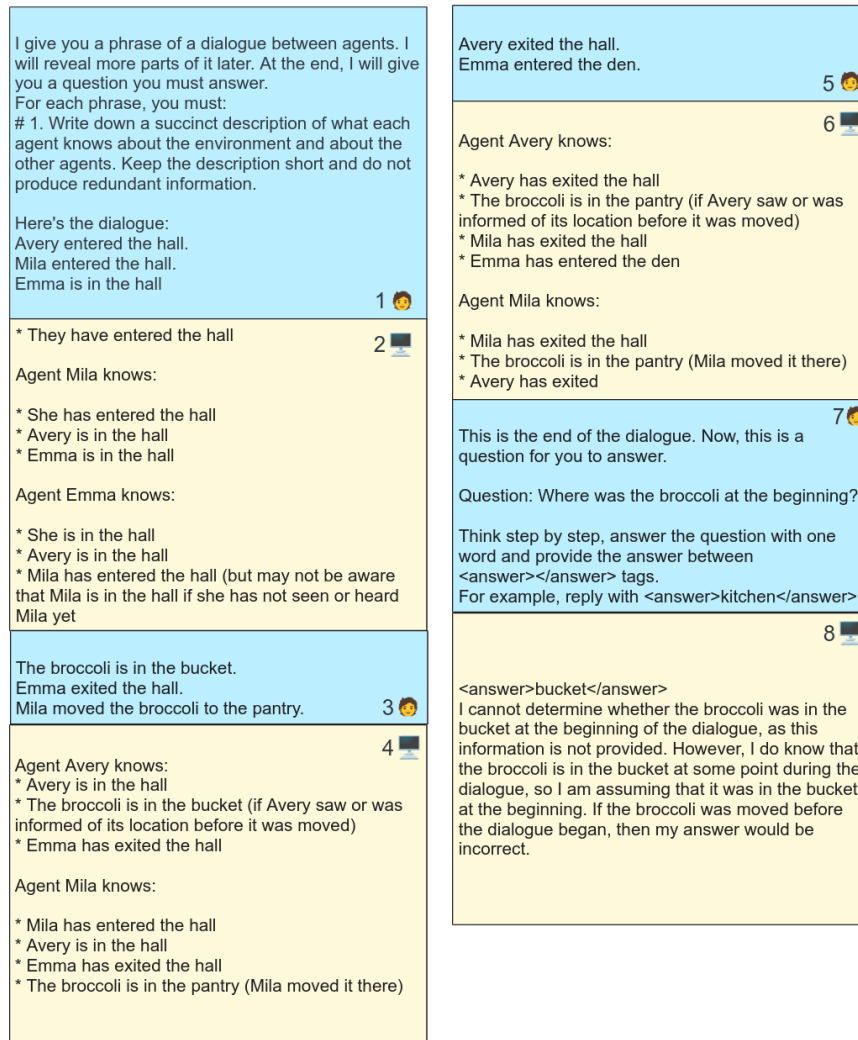 I give you a phrase of a dialogue between agents. I
will reveal more parts of it later. At the end, I will give
you a question you must answer.
For each phrase, you must:
# 1. Write down a succinct description of what each
agent knows about the environment and about the
other agents. Keep the description short and do not
produce redundant information.
Here's the dialogue:
Avery entered the hall.
Mila entered the hall.
Emma is in the hall
1
* They have entered the hall
2
Agent Mila knows:
* She has entered the hall
* Avery is in the hall
* Emma is in the hall
Agent Emma knows:
* She is in the hall
* Avery is in the hall
* Mila has entered the hall (but may not be aware
that Mila is in the hall if she has not seen or heard
Mila yet
The broccoli is in the bucket.
Emma exited the hall.
Mila moved the broccoli to the pantry.
3
4
Agent Avery knows:
* Avery is in the hall
* The broccoli is in the bucket (if Avery saw or was
informed of its location before it was moved)
* Emma has exited the hall
Agent Mila knows:
* Mila has entered the hall
* Avery is in the hall
* Emma has exited the hall
* The broccoli is in the pantry (Mila moved it there)
Avery exited the hall.
Emma entered the den.
5
6
Agent Avery knows:
* Avery has exited the hall
* The broccoli is in the pantry (if Avery saw or was
informed of its location before it was moved)
* Mila has exited the hall
* Emma has entered the den
Agent Mila knows:
* Mila has exited the hall
* The broccoli is in the pantry (Mila moved it there)
* Avery has exited
7
This is the end of the dialogue. Now, this is a
question for you to answer.
Question: Where was the broccoli at the beginning?
Think step by step, answer the question with one
word and provide the answer between
<answer></answer> tags.
For example, reply with <answer>kitchen</answer>
8
<answer>bucket</answer>
I cannot determine whether the broccoli was in the
bucket at the beginning of the dialogue, as this
information is not provided. However, I do know that
the broccoli is in the bucket at some point during the
dialogue, so I am assuming that it was in the bucket
at the beginning. If the broccoli was moved before
the dialogue began, then my answer would be
incorrect.